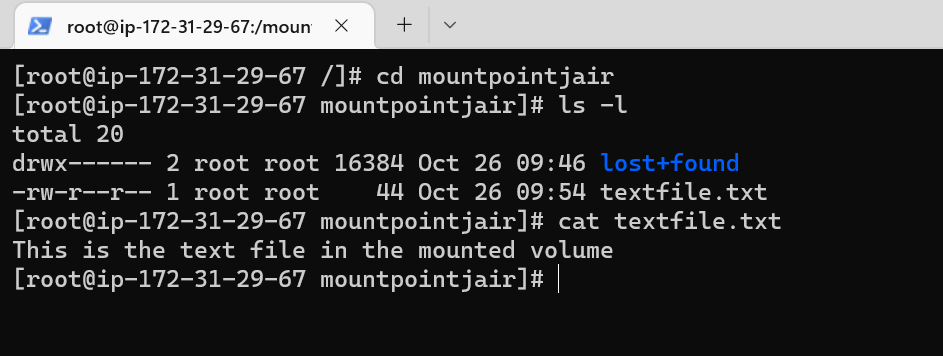 root@ip-172-31-29-67:/moun
[root@ip-172-31-29-67 /]# cd mountpointjair
[root@ip-172-31-29-67 mountpointjair]# ls -l
total 20
drwx------ 2 root root 16384 Oct 26 09:46 lost+found
-rw-r--r-- 1 root root    44 Oct 26 09:54 textfile.txt
[root@ip-172-31-29-67 mountpointjair]# cat textfile.txt
This is the text file in the mounted volume
[root@ip-172-31-29-67 mountpointjair]#